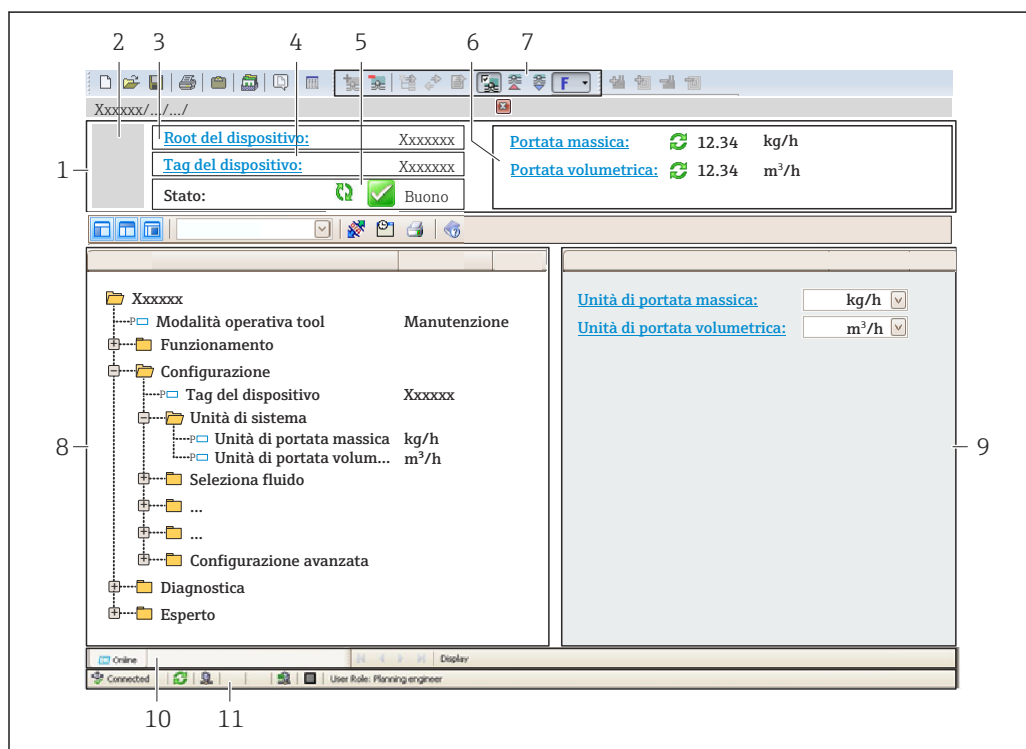 2 3 4 5 6 7
F
Xxxxxx/.../.../
1
Root del dispositivo: Xxxxxxx
Tag del dispositivo: Xxxxxxx
Stato: Buono
Portata massica: 12.34 kg/h
Portata volumetrica: 12.34 m³/h
Xxxxxx
P Modalità operativa tool Manutenzione
Funzionamento
Configurazione
P Tag del dispositivo Xxxxxx
Unità di sistema
P Unità di portata massica kg/h
P Unità di portata volum... m³/h
Seleziona fluido
...
...
Configurazione avanzata
Diagnostica
Esperto
Unità di portata massica: kg/h
Unità di portata volumetrica: m³/h
8
9
Online Display
Connected User Role: Planning engineer
10 11